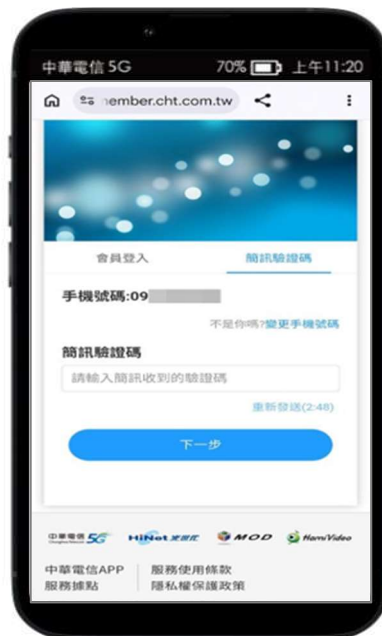 中華電信 5G 70% 上午11:20
member.cht.com.tw
會員登入 簡訊驗證碼
手機號碼:09
不是你嗎?變更手機號碼
簡訊驗證碼
請輸入簡訊收到的驗證碼
重新發送(2:48)
下一步
中華電信 5G HiNet 光世代 MOD HamiVideo
中華電信APP 服務使用條款
服務據點 隱私權保護政策